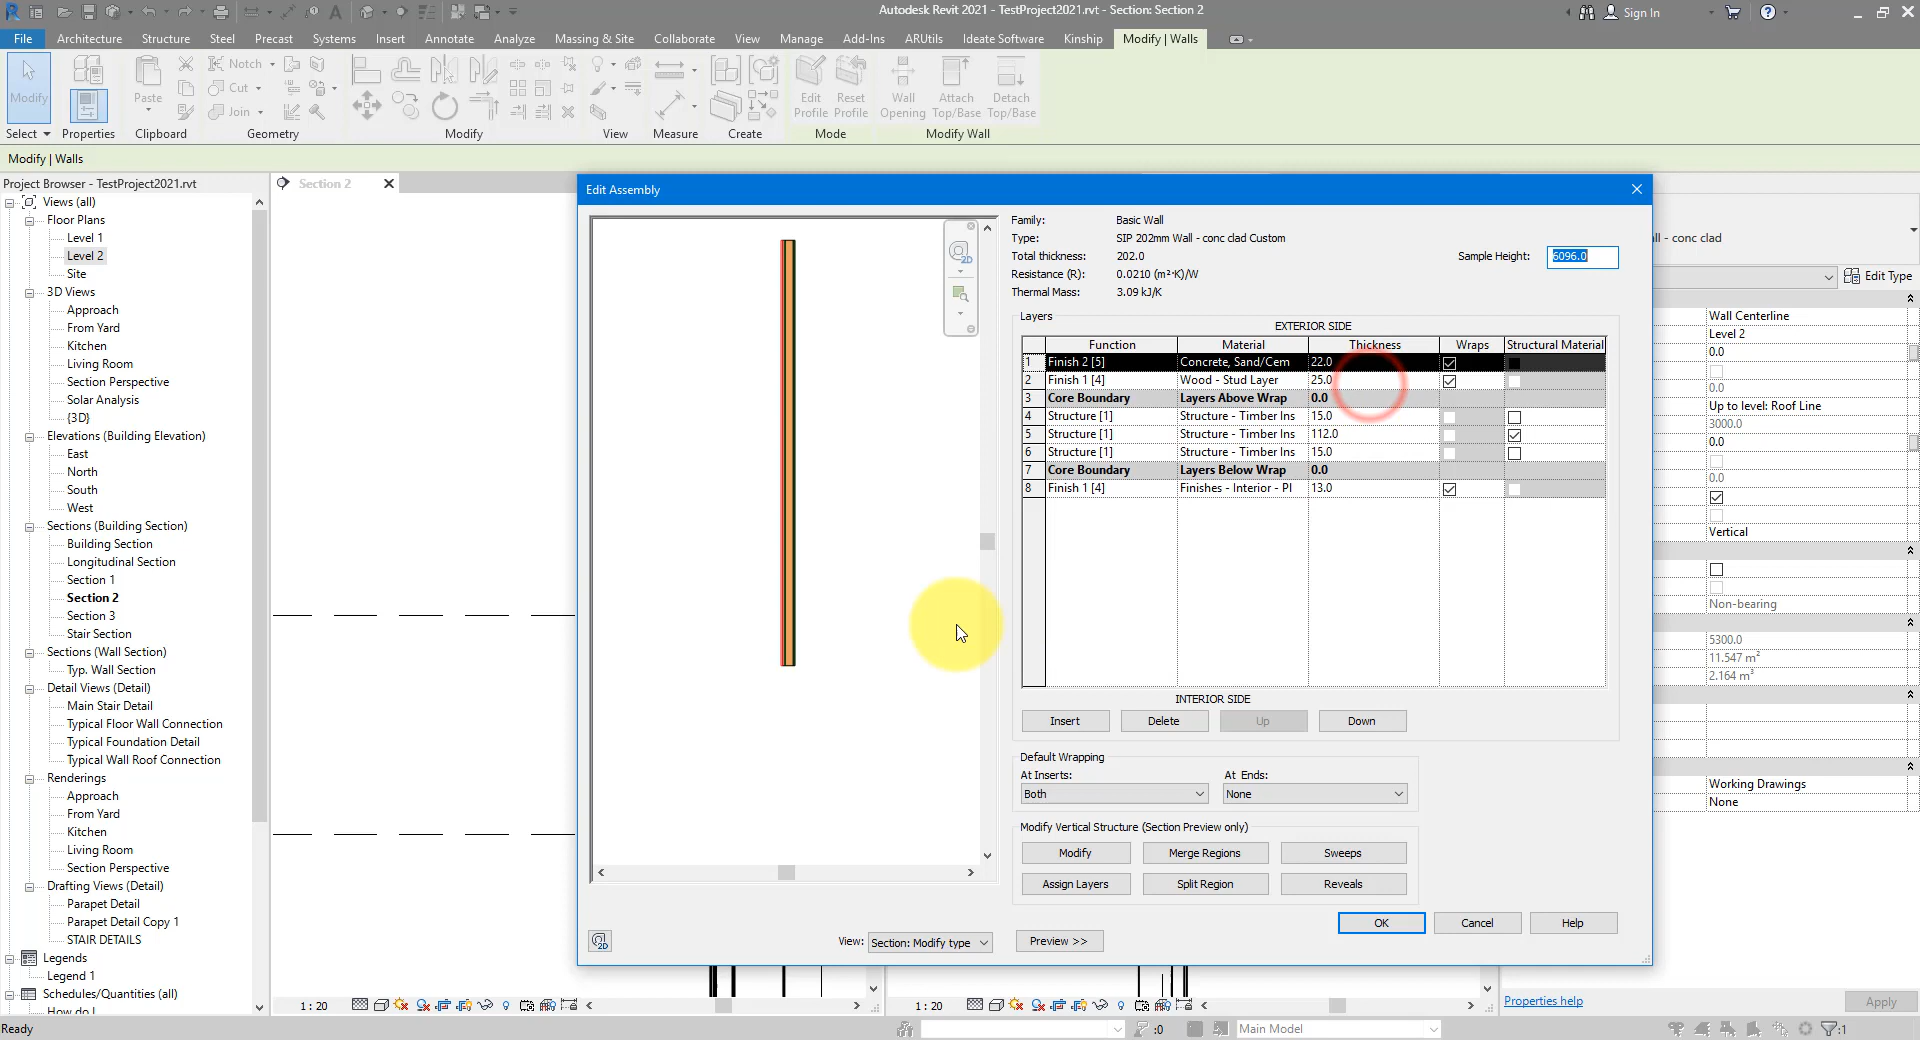 Autodesk Revit 2021 - TestProject2021.rvt - Section: Section 2
Sign In
File Architecture Structure Steel Precast Systems Insert Annotate Analyze Massing & Site Collaborate View Manage Add-Ins ARUtils Ideate Software Kinship Modify | Walls
Modify
Paste
Notch
Cut
Join
Edit Profile
Reset Profile
Wall Opening
Attach Top/Base
Detach Top/Base
Select Properties Clipboard Geometry Modify View Measure Create Mode Modify Wall
Modify | Walls
Project Browser - TestProject2021.rvt
Views (all)
Floor Plans
Level 1
Level 2
Site
3D Views
Approach
From Yard
Kitchen
Living Room
Section Perspective
Solar Analysis
{3D}
Elevations (Building Elevation)
East
North
South
West
Sections (Building Section)
Building Section
Longitudinal Section
Section 1
Section 2
Section 3
Stair Section
Sections (Wall Section)
Typ. Wall Section
Detail Views (Detail)
Main Stair Detail
Typical Floor Wall Connection
Typical Foundation Detail
Typical Wall Roof Connection
Renderings
Approach
From Yard
Kitchen
Living Room
Section Perspective
Drafting Views (Detail)
Parapet Detail
Parapet Detail Copy 1
STAIR DETAILS
Legends
Legend 1
Schedules/Quantities (all)
How do I
Section 2
Edit Assembly
Family: Basic Wall
Type: SIP 202mm Wall - conc clad Custom
Total thickness: 202.0
Resistance (R): 0.0210 (m²·K)/W
Thermal Mass: 3.09 kJ/K
Sample Height: 6096.0
Layers
EXTERIOR SIDE
Function Material Thickness Wraps Structural Material
1 Finish 2 [5] Concrete, Sand/Cem 22.0
2 Finish 1 [4] Wood - Stud Layer 25.0
3 Core Boundary Layers Above Wrap 0.0
4 Structure [1] Structure - Timber Ins 15.0
5 Structure [1] Structure - Timber Ins 112.0
6 Structure [1] Structure - Timber Ins 15.0
7 Core Boundary Layers Below Wrap 0.0
8 Finish 1 [4] Finishes - Interior - Pl 13.0
INTERIOR SIDE
Insert Delete Up Down
Default Wrapping
At Inserts: At Ends:
Both None
Modify Vertical Structure (Section Preview only)
Modify Merge Regions Sweeps
Assign Layers Split Region Reveals
OK Cancel Help
View: Section: Modify type Preview >>
2D
2D
ll - conc clad
Edit Type
Wall Centerline
Level 2
0.0
0.0
Up to level: Roof Line
3000.0
0.0
0.0
Vertical
Non-bearing
5300.0
11.547 m²
2.164 m³
Working Drawings
None
Properties help Apply
1 : 20
1 : 20
Ready
:0
Main Model
:1